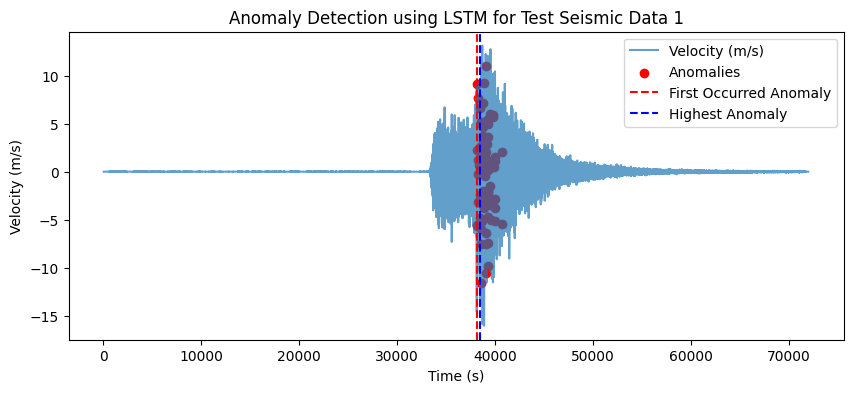 Anomaly Detection using LSTM for Test Seismic Data 1
Velocity (m/s)
Anomalies
First Occurred Anomaly
Highest Anomaly
Velocity (m/s)
10
5
0
−5
−10
−15
0 10000 20000 30000 40000 50000 60000 70000
Time (s)